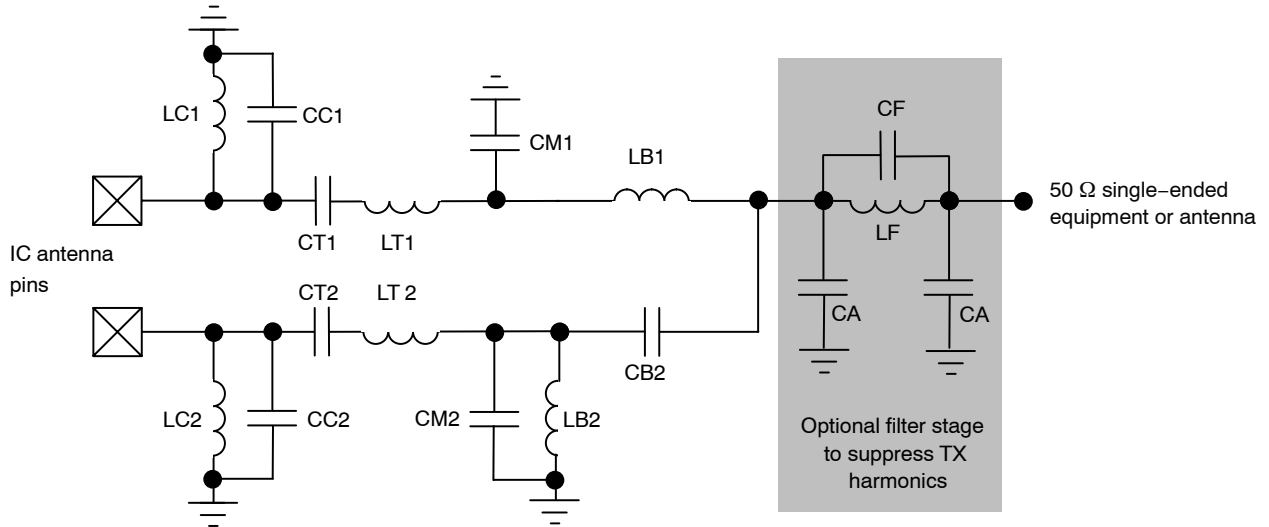 LC1
CC1
CM1
CF
LB1
50 Ω single−ended
equipment or antenna
LF
CT1
LT1
IC antenna
pins
CT2
LT 2
CA
CA
CB2
LC2
CC2
CM2
LB2
Optional filter stage
to suppress TX
harmonics